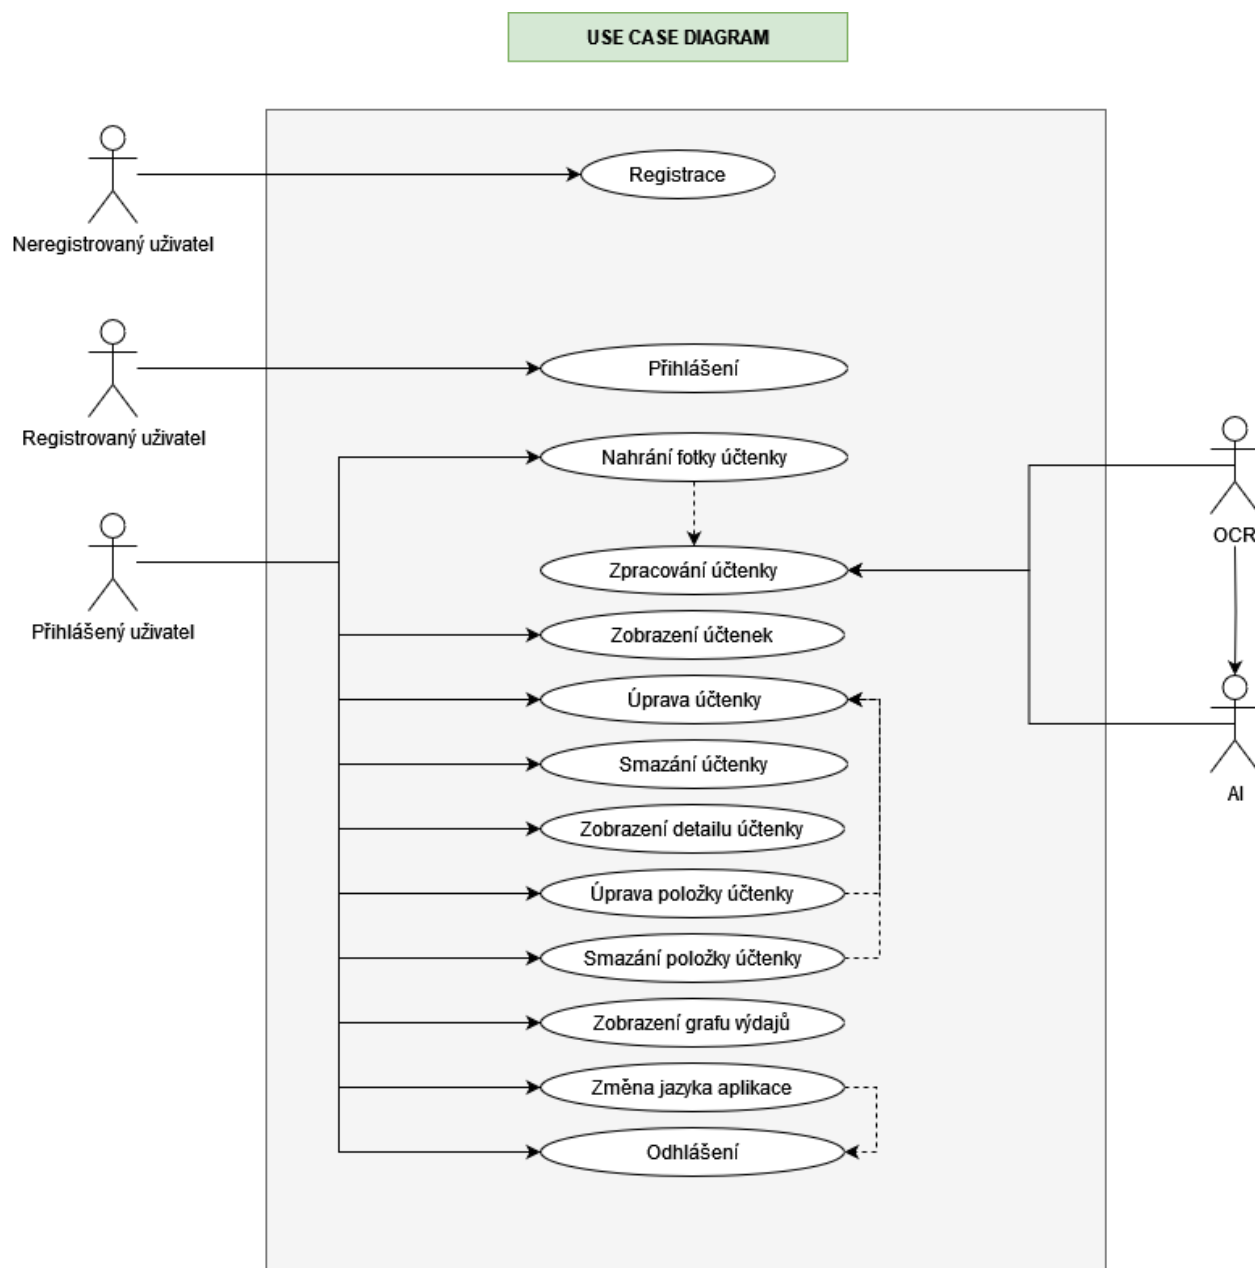 USE CASE DIAGRAM
Registrace
Neregistrovaný uživatel
Přihlášení
Registrovaný uživatel
Nahrání fotky účtenky
OCR
Zpracování účtenky
Přihlášený uživatel
Zobrazení účtenek
Úprava účtenky
Smazání účtenky
AI
Zobrazení detailu účtenky
Úprava položky účtenky
Smazání položky účtenky
Zobrazení grafu výdajů
Změna jazyka aplikace
Odhlášení